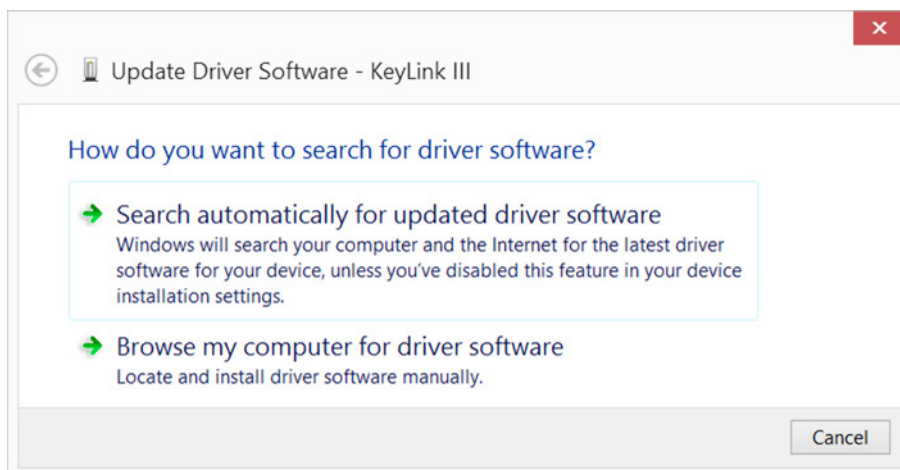 Update Driver Software - KeyLink III
How do you want to search for driver software?
Search automatically for updated driver software
Windows will search your computer and the Internet for the latest driver
software for your device, unless you've disabled this feature in your device
installation settings.
Browse my computer for driver software
Locate and install driver software manually.
Cancel